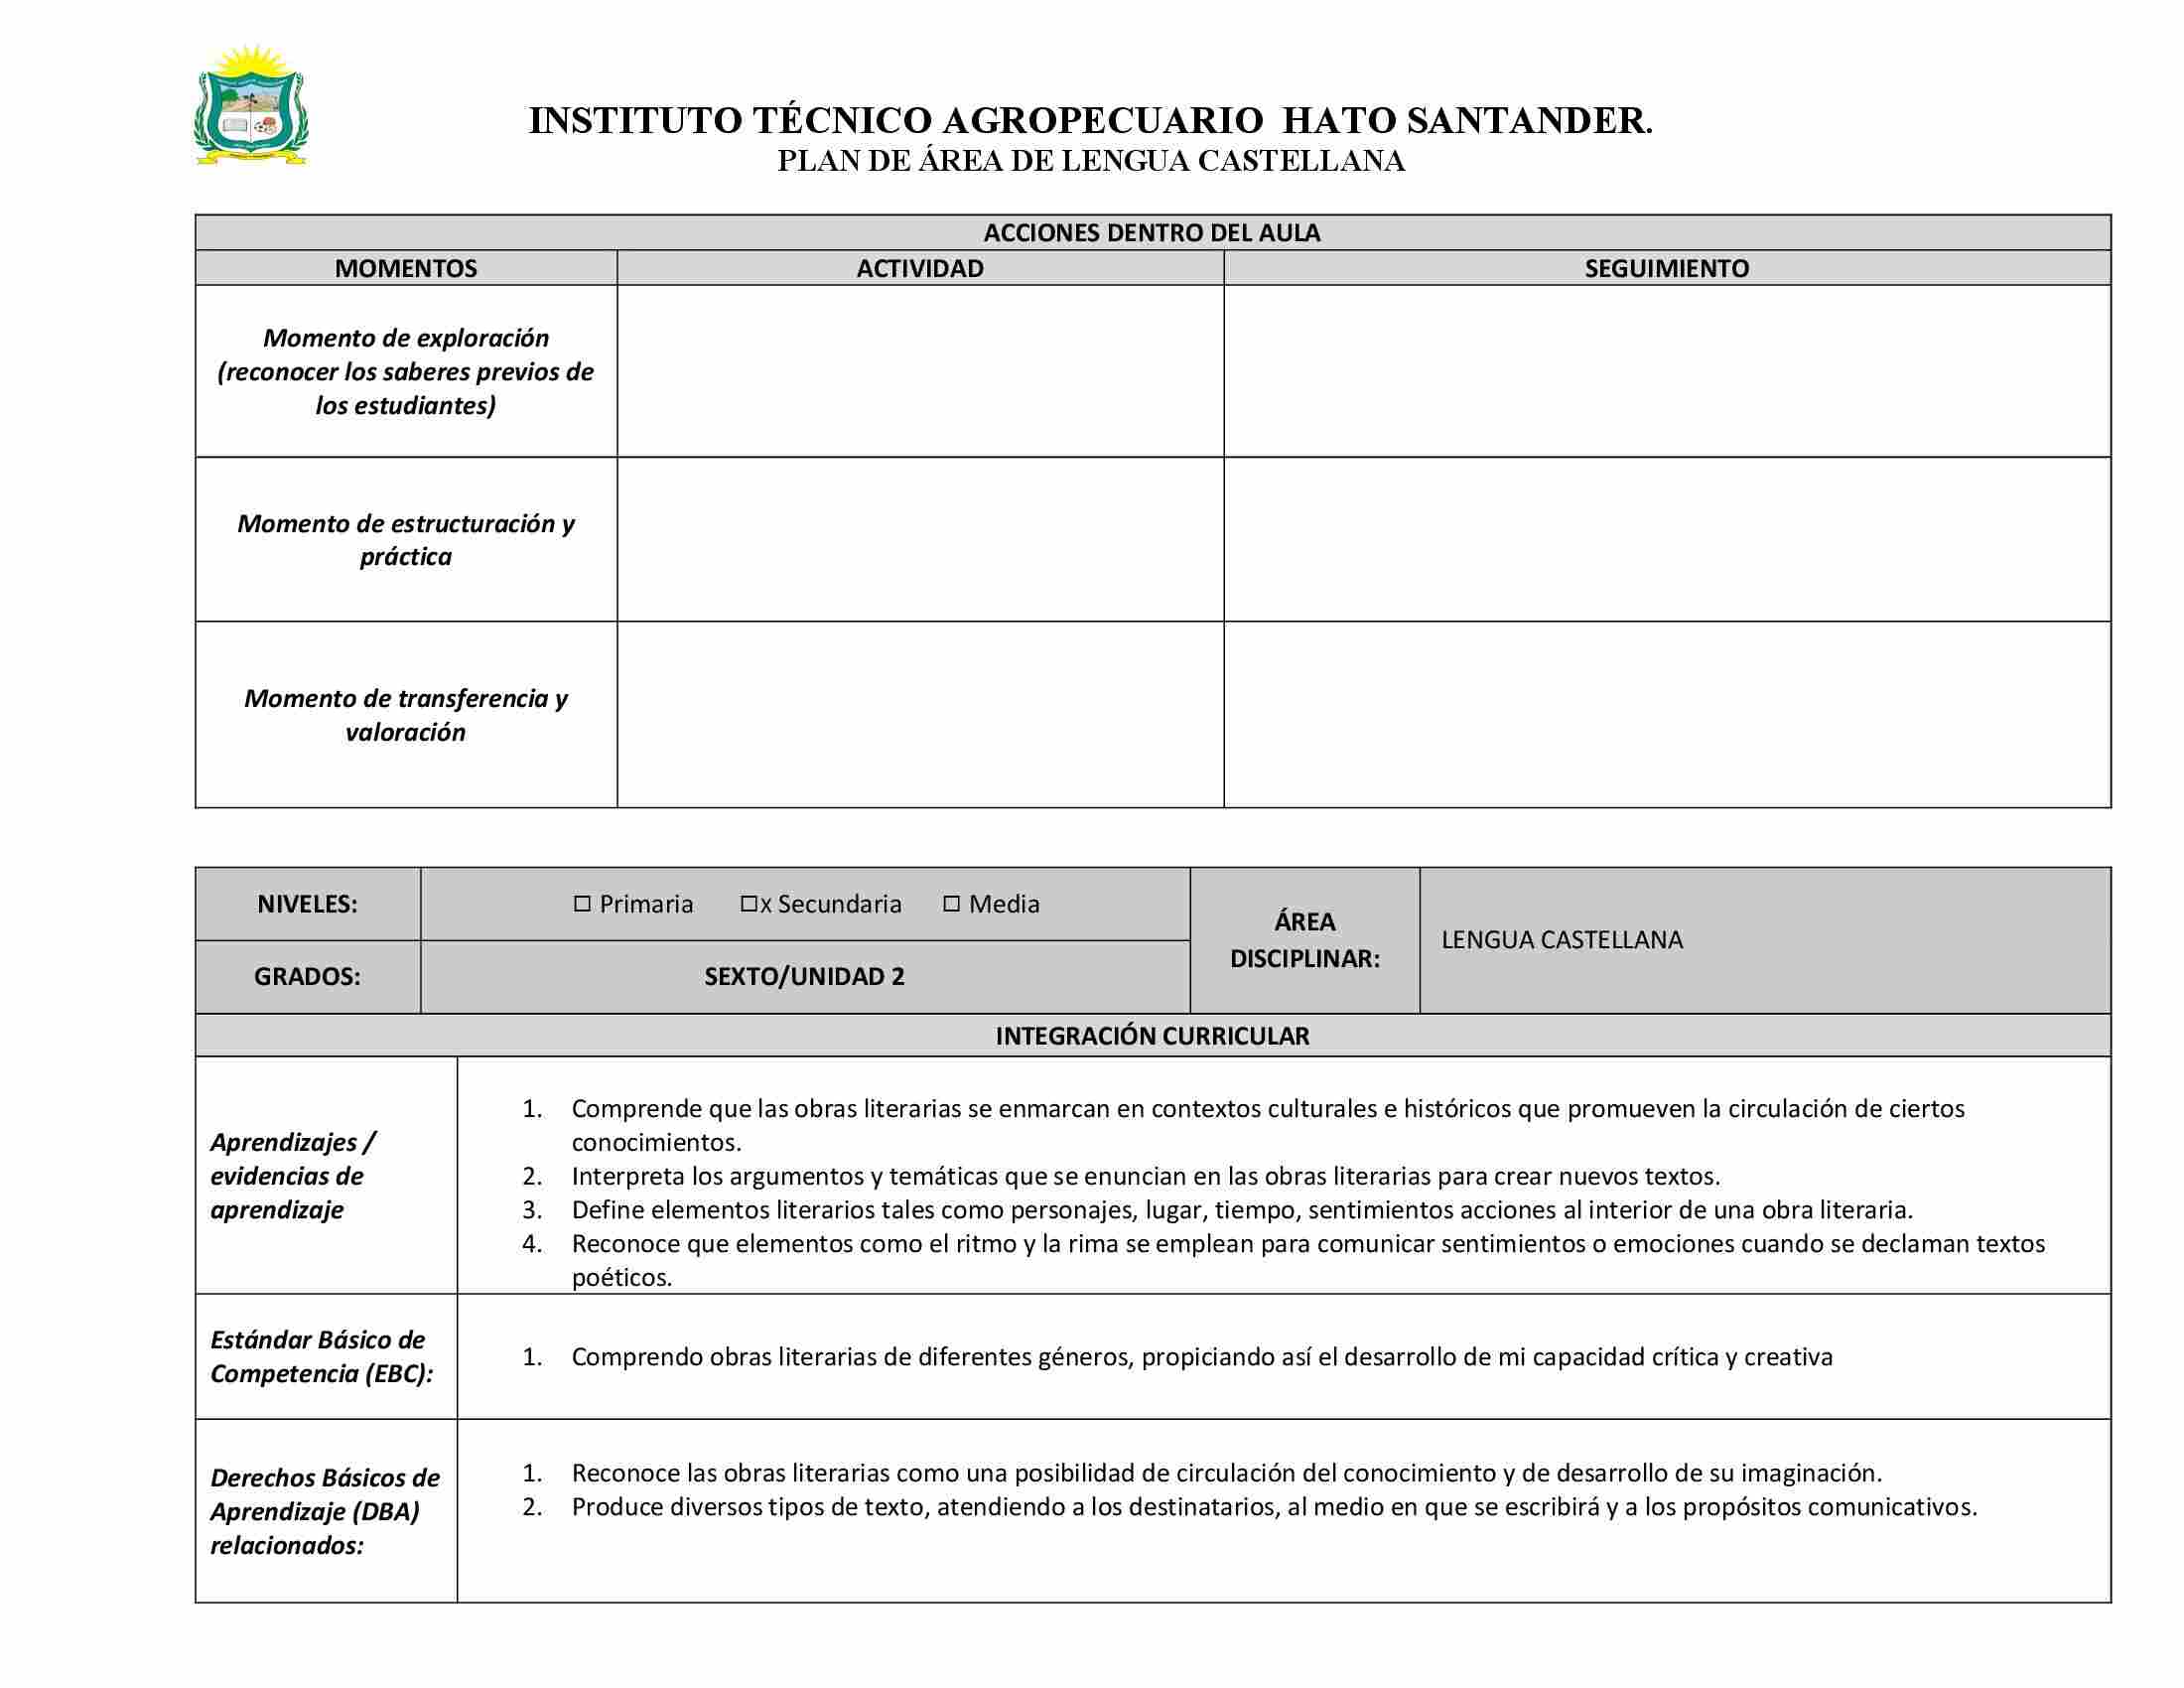 INSTITUTO TÉCNICO AGROPECUARIO HATO SANTANDER.
PLAN DE ÁREA DE LENGUA CASTELLANA
ACCIONES DENTRO DEL AULA
MOMENTOS ACTIVIDAD SEGUIMIENTO
Momento de exploración
(reconocer los saberes previos de
los estudiantes)
Momento de estructuración y
práctica
Momento de transferencia y
valoración
NIVELES: ☐ Primaria ☐x Secundaria ☐ Media
ÁREA
DISCIPLINAR:
LENGUA CASTELLANA
GRADOS: SEXTO/UNIDAD 2
INTEGRACIÓN CURRICULAR
Aprendizajes /
evidencias de
aprendizaje
1. Comprende que las obras literarias se enmarcan en contextos culturales e históricos que promueven la circulación de ciertos
conocimientos.
2. Interpreta los argumentos y temáticas que se enuncian en las obras literarias para crear nuevos textos.
3. Define elementos literarios tales como personajes, lugar, tiempo, sentimientos acciones al interior de una obra literaria.
4. Reconoce que elementos como el ritmo y la rima se emplean para comunicar sentimientos o emociones cuando se declaman textos
poéticos.
Estándar Básico de
Competencia (EBC):
1. Comprendo obras literarias de diferentes géneros, propiciando así el desarrollo de mi capacidad crítica y creativa
Derechos Básicos de
Aprendizaje (DBA)
relacionados:
1. Reconoce las obras literarias como una posibilidad de circulación del conocimiento y de desarrollo de su imaginación.
2. Produce diversos tipos de texto, atendiendo a los destinatarios, al medio en que se escribirá y a los propósitos comunicativos.